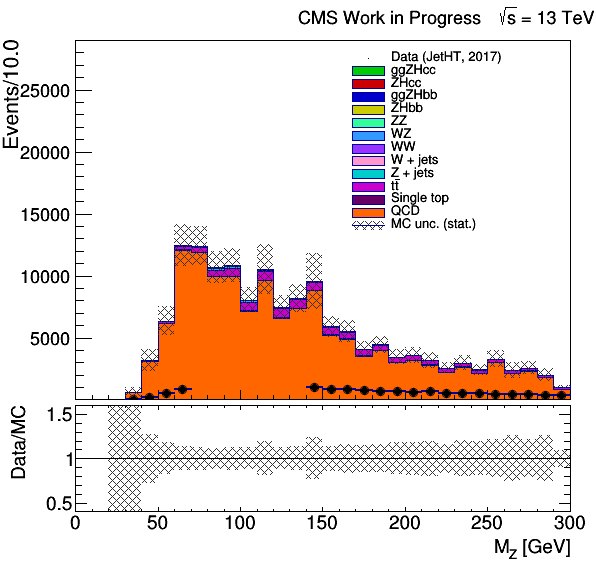 CMS Work in Progress √s = 13 TeV
Events/10.0
25000
20000
15000
10000
5000
Data (JetHT, 2017)
ggZHcc
ZHcc
ggZHbb
ZHbb
ZZ
WZ
WW
W + jets
Z + jets
tt̄
Single top
QCD
MC unc. (stat.)
Data/MC
1.5
1
0.5
0 50 100 150 200 250 300
M_Z [GeV]